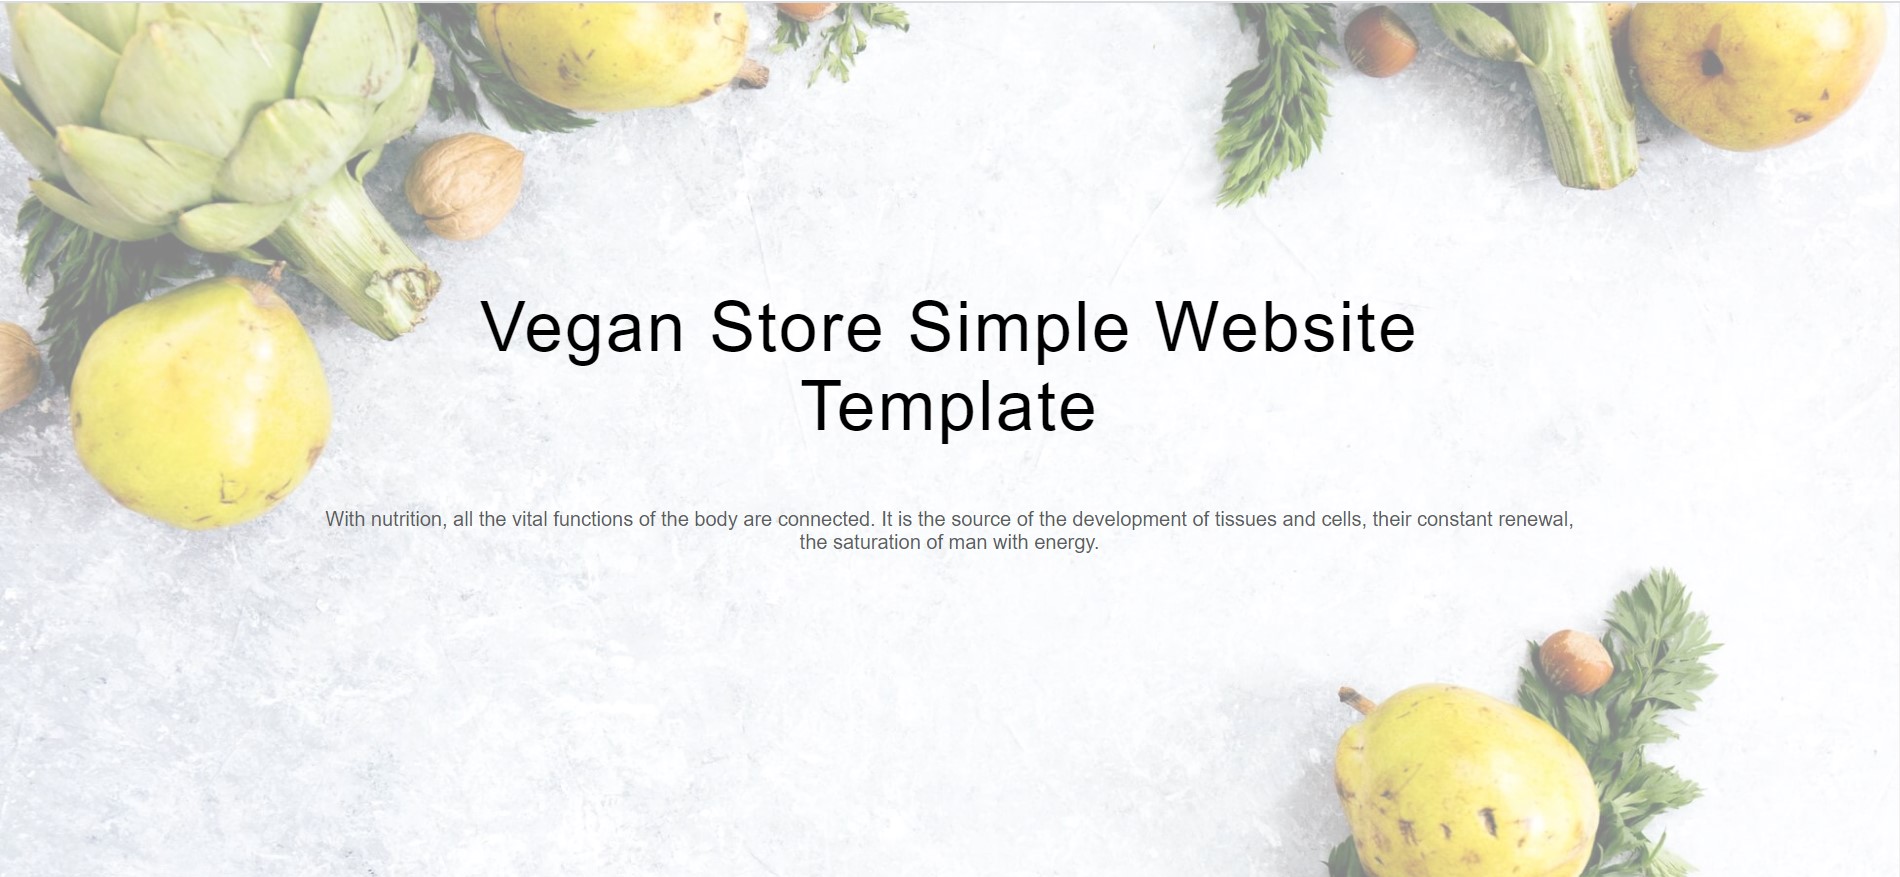 Vegan Store Simple Website
Template
With nutrition, all the vital functions of the body are connected. It is the source of the development of tissues and cells, their constant renewal,
the saturation of man with energy.